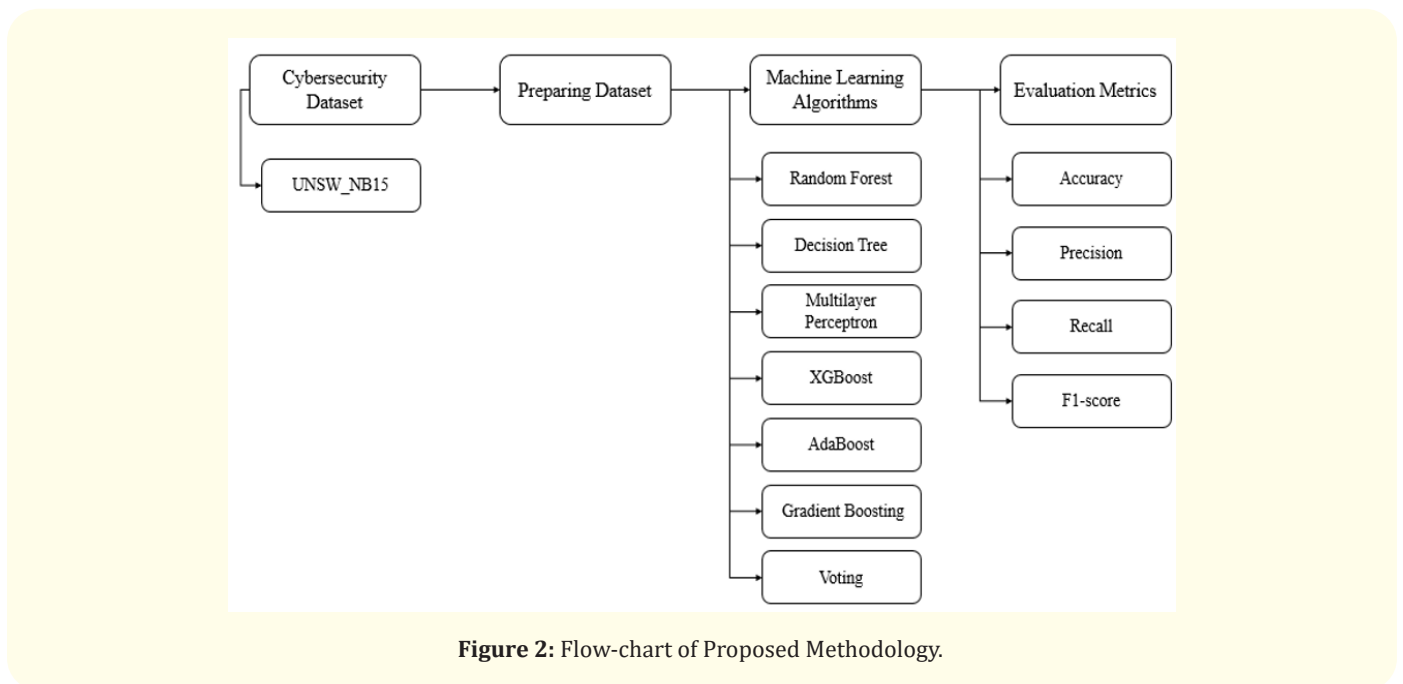 Cybersecurity
Dataset
Preparing Dataset
Machine Learning
Algorithms
Evaluation Metrics
UNSW_NB15
Random Forest
Decision Tree
Multilayer
Perceptron
XGBoost
AdaBoost
Gradient Boosting
Voting
Accuracy
Precision
Recall
F1-score
Figure 2: Flow-chart of Proposed Methodology.